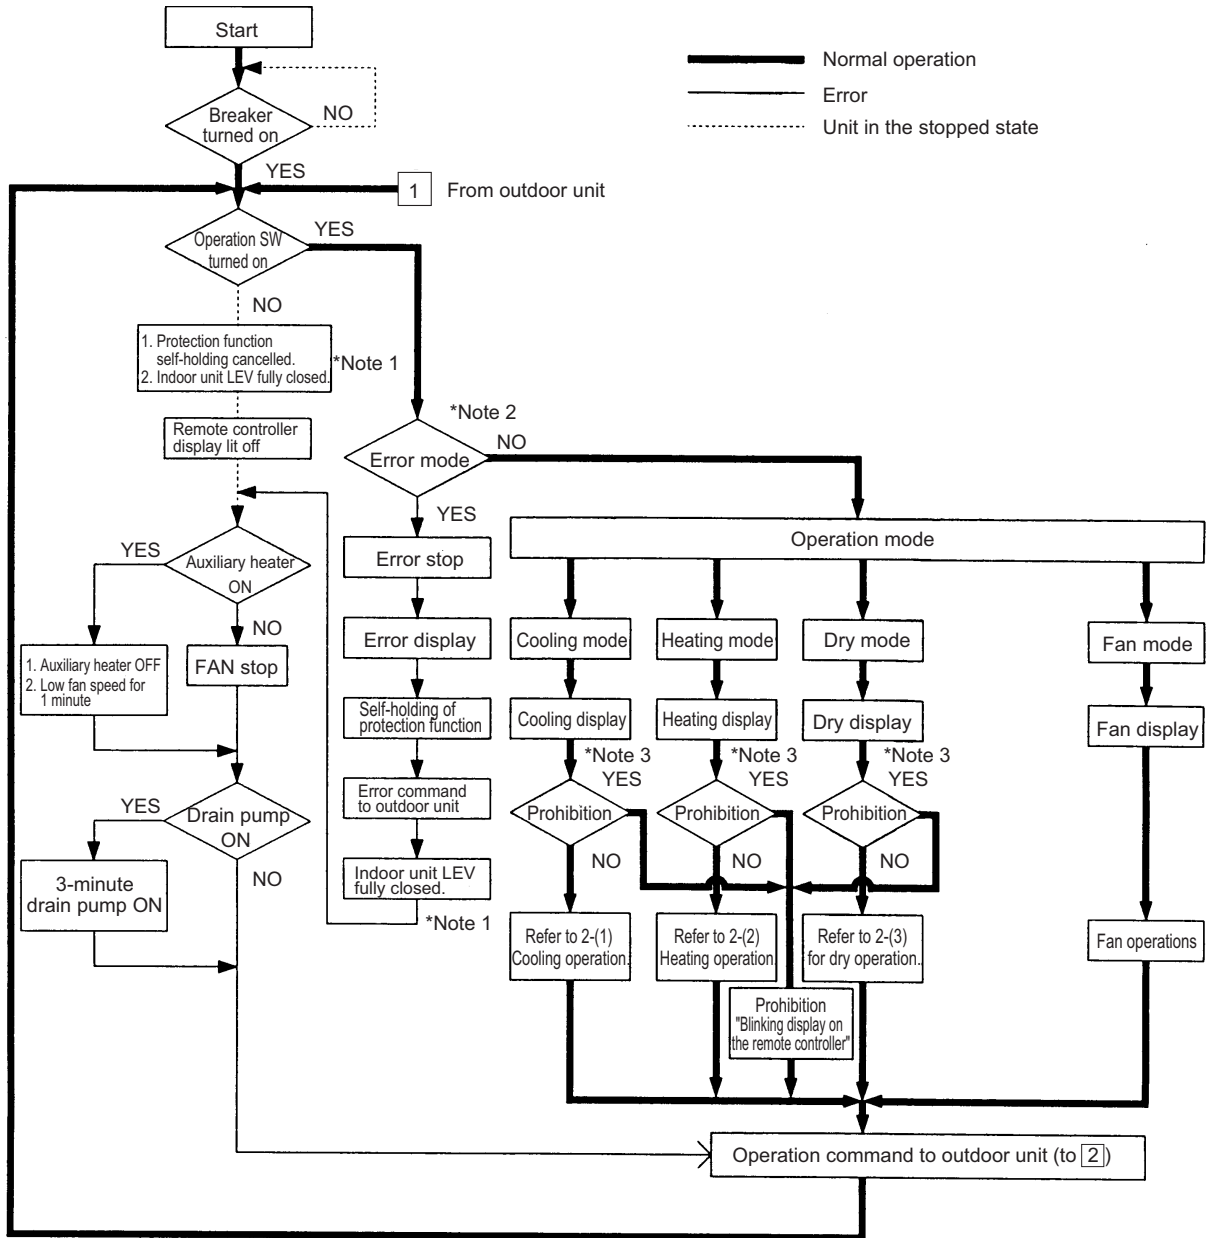 Start
Normal operation
Error
Unit in the stopped state
Breaker
turned on
NO
YES
1
From outdoor unit
Operation SW
turned on
YES
NO
1. Protection function
self-holding cancelled.
2. Indoor unit LEV fully closed.
*Note 1
Remote controller
display lit off
*Note 2
Error mode
NO
YES
Operation mode
YES
Auxiliary heater
ON
NO
Error stop
1. Auxiliary heater OFF
2. Low fan speed for
1 minute
FAN stop
Error display
Cooling mode
Heating mode
Dry mode
Fan mode
Self-holding of
protection function
Cooling display
Heating display
Dry display
Fan display
*Note 3
YES
*Note 3
YES
*Note 3
YES
YES
Drain pump
ON
NO
Error command
to outdoor unit
Prohibition
Prohibition
Prohibition
NO
NO
NO
3-minute
drain pump ON
Indoor unit LEV
fully closed.
*Note 1
Refer to 2-(1)
Cooling operation.
Refer to 2-(2)
Heating operation.
Refer to 2-(3)
for dry operation.
Fan operations
Prohibition
"Blinking display on
the remote controller"
Operation command to outdoor unit (to 2)